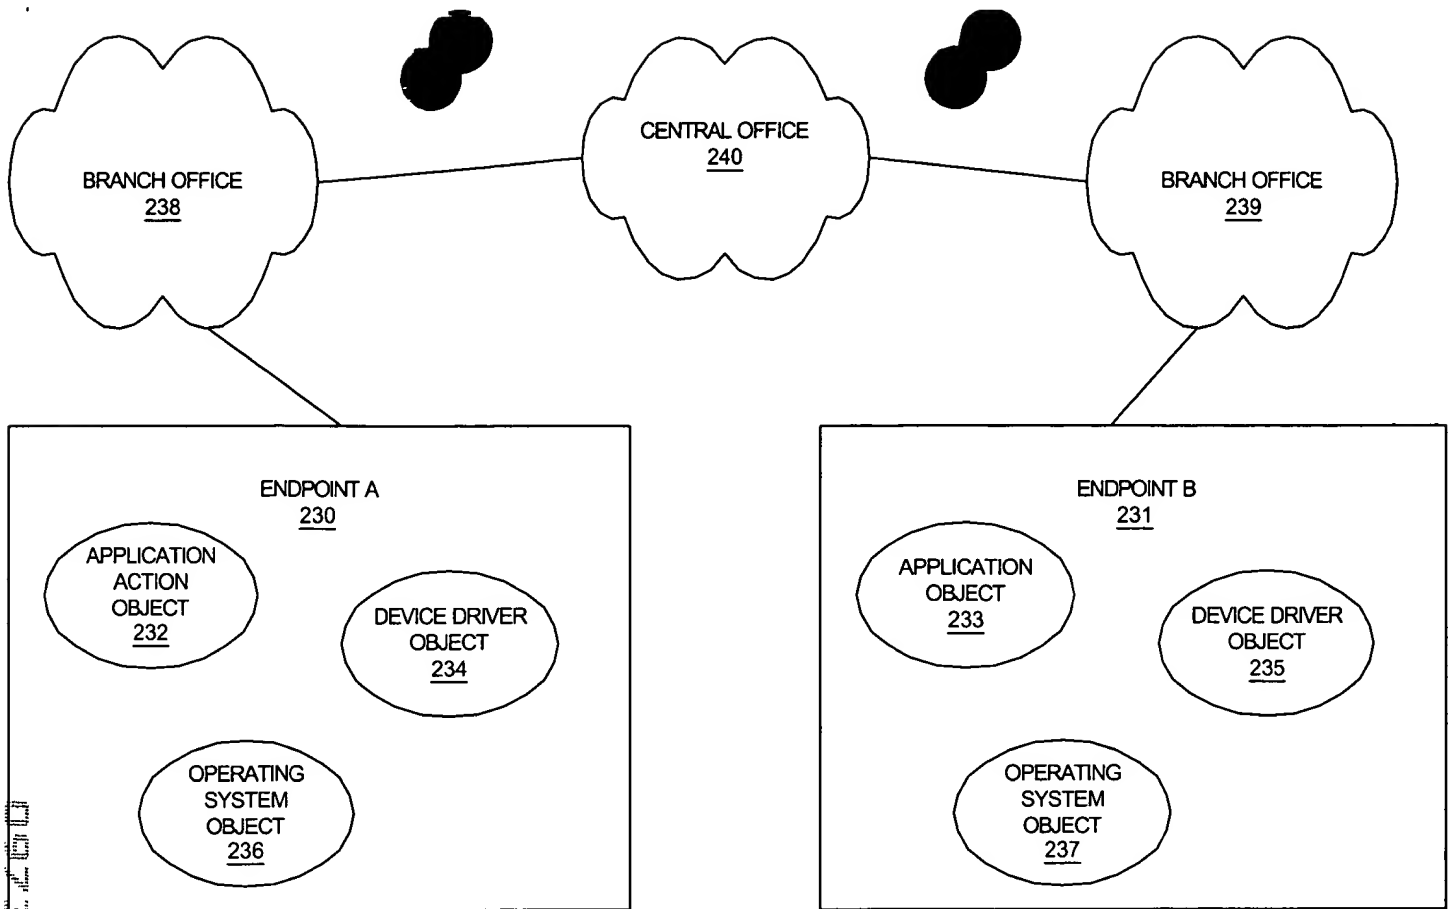 CENTRAL OFFICE
240
BRANCH OFFICE
238
BRANCH OFFICE
239
ENDPOINT A
230
APPLICATION
ACTION
OBJECT
232
DEVICE DRIVER
OBJECT
234
OPERATING
SYSTEM
OBJECT
236
ENDPOINT B
231
APPLICATION
OBJECT
233
DEVICE DRIVER
OBJECT
235
OPERATING
SYSTEM
OBJECT
237